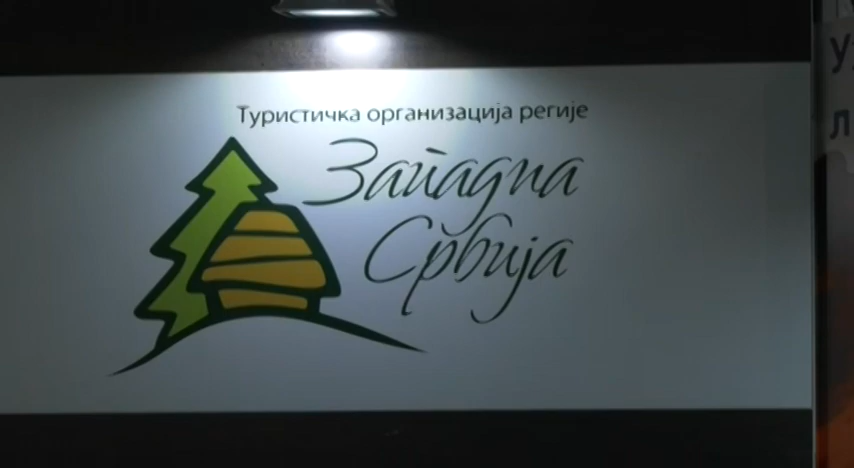 Туристичка организација регије
Западна
Србија